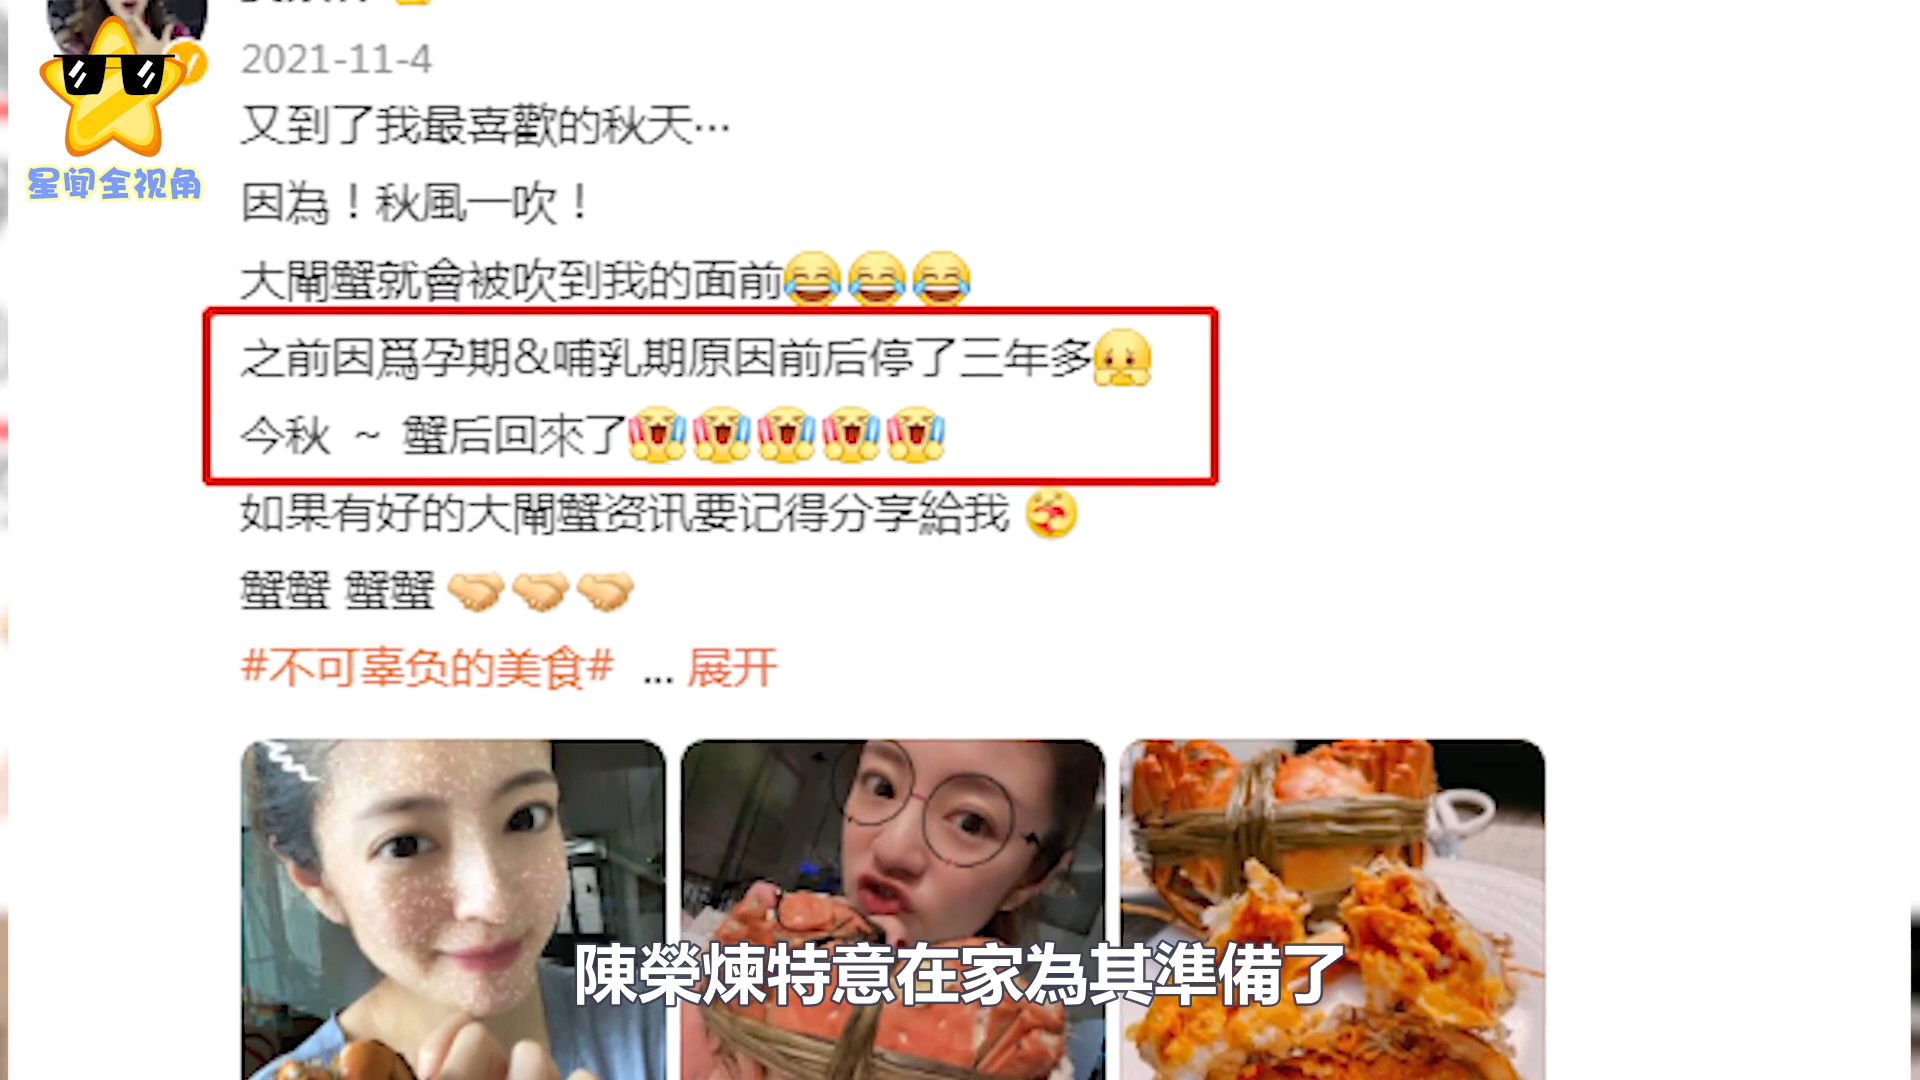 2021-11-4
又到了我最喜歡的秋天…
因為！秋風一吹！
大閘蟹就會被吹到我的面前
之前因爲孕期&哺乳期原因前后停了三年多
今秋 ~ 蟹后回來了
如果有好的大閘蟹资讯要记得分享給我
蟹蟹 蟹蟹
#不可辜负的美食# ... 展开
星闻全视角
陳榮煉特意在家為其準備了